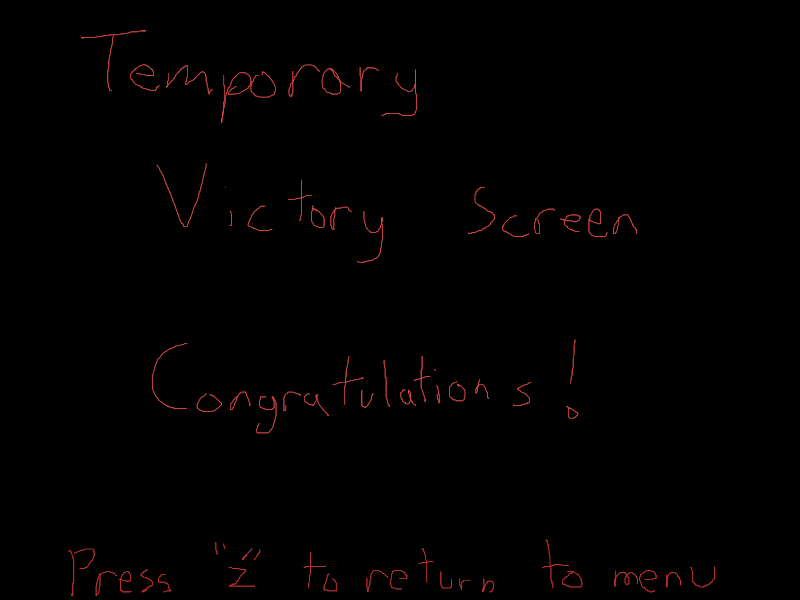 Temporary
Victory Screen
Congratulations!
Press "Z" to return to menu